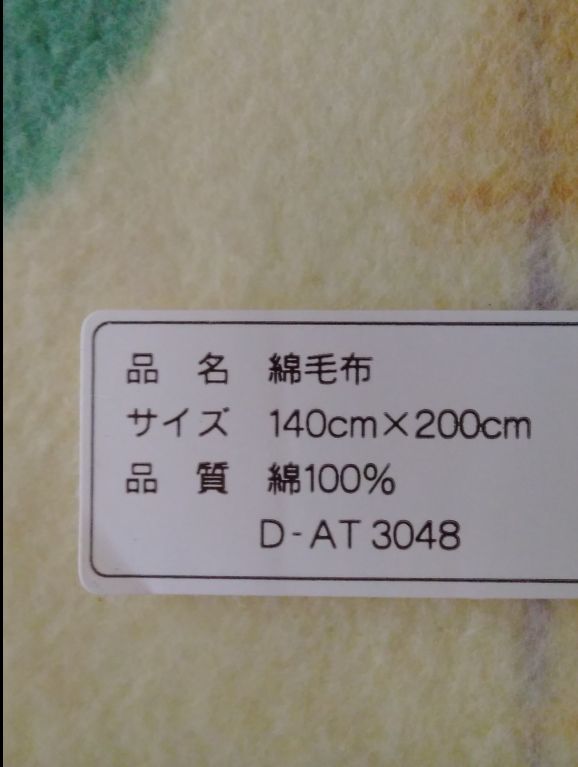 品 名 綿毛布
サイズ 140cm×200cm
品 質 綿100%
D-AT 3048